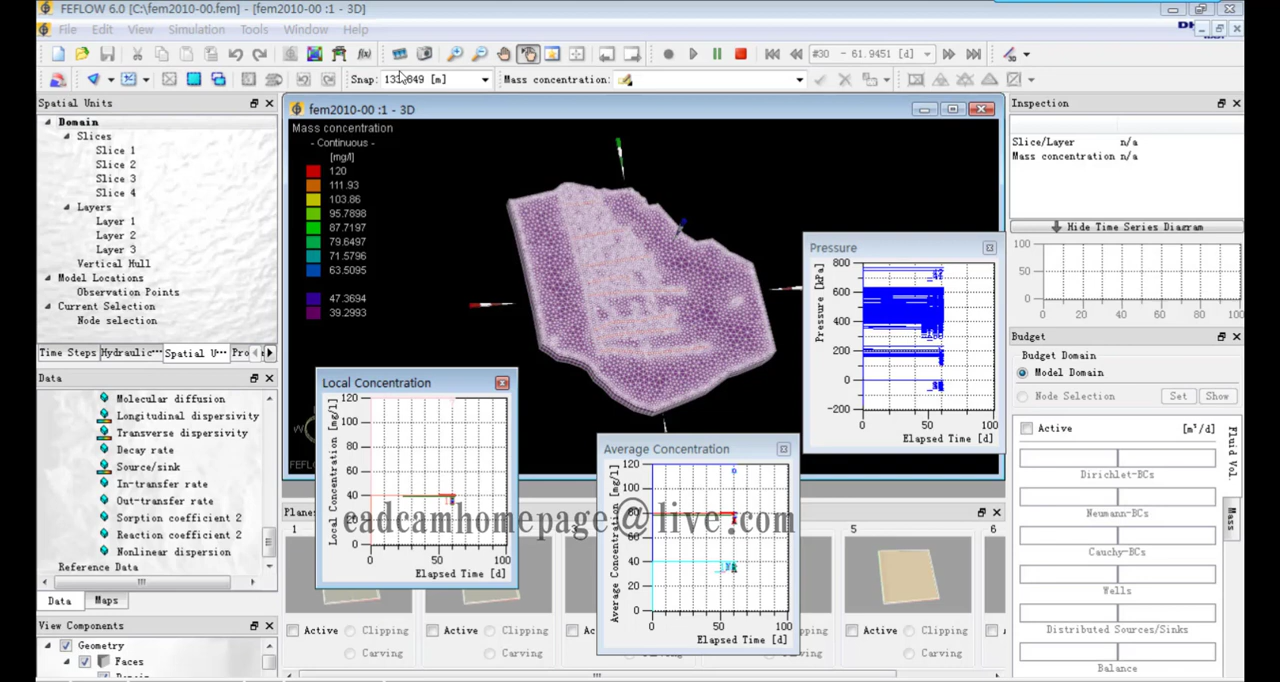 FEFLOW 6.0 [C:\fem2010-00.fem] - [fem2010-00 :1 - 3D]
File Edit View Simulation Tools Window Help
#30 - 61.9451 [d]
Snap: [m] Mass concentration:
Spatial Units
Domain
Slices
Slice 1
Slice 2
Slice 3
Slice 4
Layers
Layer 1
Layer 2
Layer 3
Vertical Hull
Model Locations
Observation Points
Current Selection
Node selection
Time Steps Hydraulic··· Spatial U··· Pro
Data
Molecular diffusion
Longitudinal dispersivity
Transverse dispersivity
Decay rate
Source/sink
In-transfer rate
Out-transfer rate
Sorption coefficient 2
Reaction coefficient 2
Nonlinear dispersion
Reference Data
Data Maps
View Components
Geometry
Faces
fem2010-00 :1 - 3D
Mass concentration
- Continuous -
[mg/l]
120
111.93
103.86
95.7898
87.7197
79.6497
71.5796
63.5095
47.3694
39.2993
Local Concentration
Local Concentration [mg/l]
120
100
80
60
40
0
0 50 100
Elapsed Time [d]
Average Concentration
Average Concentration [mg/l]
120
100
80
60
40
20
0
0 50 100
Elapsed Time [d]
Pressure
Pressure [kPa]
800
600
400
200
0
-200
0 50 100
Elapsed Time [d]
cadcamhomepage@live.com
1 5 6
Active Clipping
Carving
Active Clipping
Carving
Active Clipping
Carving
Active Clipping
Carving
Inspection
Slice/Layer n/a
Mass concentration n/a
Hide Time Series Diagram
100
50
0
0 20 40 60 80 100
Budget
Budget Domain
Model Domain
Node Selection Set Show
Active [m³/d]
Dirichlet-BCs
Neumann-BCs
Cauchy-BCs
Wells
Distributed Sources/Sinks
Balance
Fluid Vol.
Mass